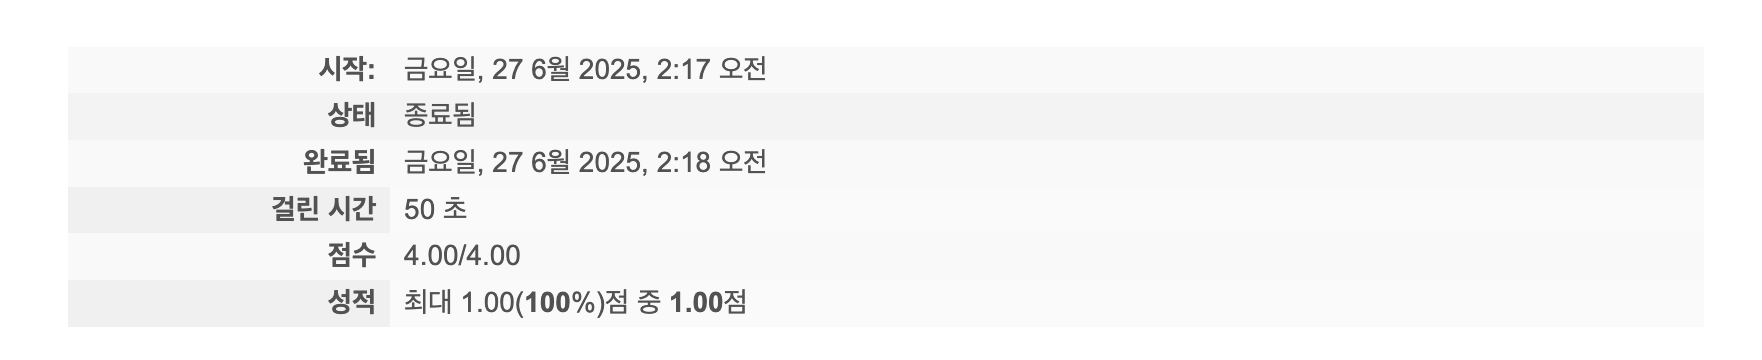 시작: 금요일, 27 6월 2025, 2:17 오전
상태 종료됨
완료됨 금요일, 27 6월 2025, 2:18 오전
걸린 시간 50 초
점수 4.00/4.00
성적 최대 1.00(100%)점 중 1.00점